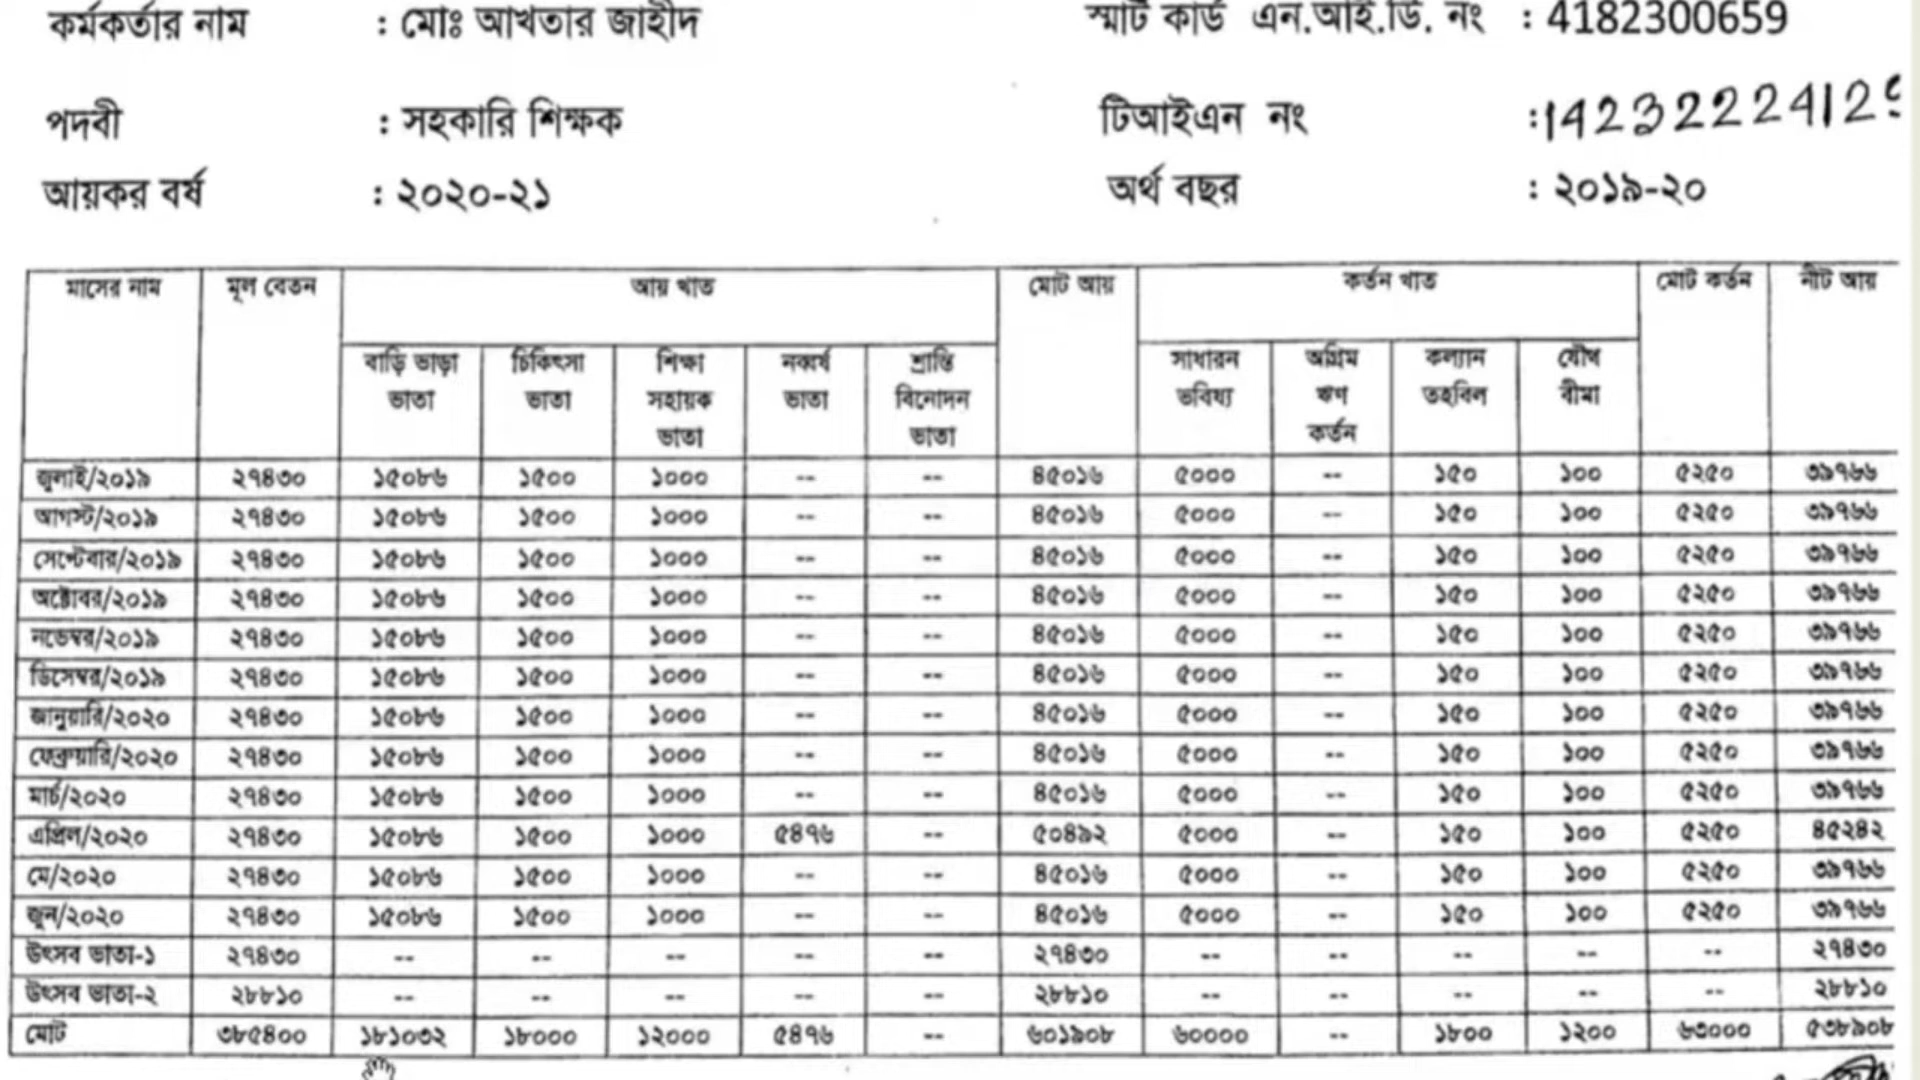 কর্মকর্তার নাম : মোঃ আখতার জাহীদ স্মার্ট কার্ড এন.আই.ডি. নং : 4182300659
পদবী : সহকারি শিক্ষক টিআইএন নং :142322241
আয়কর বর্ষ : ২০২০-২১ অর্থ বছর : ২০১৯-২০
মাসের নাম মূল বেতন আয় খাত মোট আয় কর্তন খাত মোট কর্তন নীট আয়
বাড়ি ভাড়া ভাতা চিকিৎসা ভাতা শিক্ষা সহায়ক ভাতা নববর্ষ ভাতা শ্রান্তি বিনোদন ভাতা সাধারন ভবিষ্য অগ্রিম ঋণ কর্তন কল্যান তহবিল যৌথ বীমা
জুলাই/২০১৯ ২৭৪৩০ ১৫০৮৬ ১৫০০ ১০০০ -- -- ৪৫০১৬ ৫০০০ -- ১৫০ ১০০ ৫২৫০ ৩৯৭৬৬
আগস্ট/২০১৯ ২৭৪৩০ ১৫০৮৬ ১৫০০ ১০০০ -- -- ৪৫০১৬ ৫০০০ -- ১৫০ ১০০ ৫২৫০ ৩৯৭৬৬
সেপ্টেবার/২০১৯ ২৭৪৩০ ১৫০৮৬ ১৫০০ ১০০০ -- -- ৪৫০১৬ ৫০০০ -- ১৫০ ১০০ ৫২৫০ ৩৯৭৬৬
অক্টোবর/২০১৯ ২৭৪৩০ ১৫০৮৬ ১৫০০ ১০০০ -- -- ৪৫০১৬ ৫০০০ -- ১৫০ ১০০ ৫২৫০ ৩৯৭৬৬
নভেম্বর/২০১৯ ২৭৪৩০ ১৫০৮৬ ১৫০০ ১০০০ -- -- ৪৫০১৬ ৫০০০ -- ১৫০ ১০০ ৫২৫০ ৩৯৭৬৬
ডিসেম্বর/২০১৯ ২৭৪৩০ ১৫০৮৬ ১৫০০ ১০০০ -- -- ৪৫০১৬ ৫০০০ -- ১৫০ ১০০ ৫২৫০ ৩৯৭৬৬
জানুয়ারি/২০২০ ২৭৪৩০ ১৫০৮৬ ১৫০০ ১০০০ -- -- ৪৫০১৬ ৫০০০ -- ১৫০ ১০০ ৫২৫০ ৩৯৭৬৬
ফেব্রুয়ারি/২০২০ ২৭৪৩০ ১৫০৮৬ ১৫০০ ১০০০ -- -- ৪৫০১৬ ৫০০০ -- ১৫০ ১০০ ৫২৫০ ৩৯৭৬৬
মার্চ/২০২০ ২৭৪৩০ ১৫০৮৬ ১৫০০ ১০০০ -- -- ৪৫০১৬ ৫০০০ -- ১৫০ ১০০ ৫২৫০ ৩৯৭৬৬
এপ্রিল/২০২০ ২৭৪৩০ ১৫০৮৬ ১৫০০ ১০০০ ৫৪৭৬ -- ৫০৪৯২ ৫০০০ -- ১৫০ ১০০ ৫২৫০ ৪৫২৪২
মে/২০২০ ২৭৪৩০ ১৫০৮৬ ১৫০০ ১০০০ -- -- ৪৫০১৬ ৫০০০ -- ১৫০ ১০০ ৫২৫০ ৩৯৭৬৬
জুন/২০২০ ২৭৪৩০ ১৫০৮৬ ১৫০০ ১০০০ -- -- ৪৫০১৬ ৫০০০ -- ১৫০ ১০০ ৫২৫০ ৩৯৭৬৬
উৎসব ভাতা-১ ২৭৪৩০ -- -- -- -- -- ২৭৪৩০ -- -- -- -- -- ২৭৪৩০
উৎসব ভাতা-২ ২৮৮১০ -- -- -- -- -- ২৮৮১০ -- -- -- -- -- ২৮৮১০
মোট ৩৮৫৪০০ ১৮১০৩২ ১৮০০০ ১২০০০ ৫৪৭৬ -- ৬০১৯০৮ ৬০০০০ -- ১৮০০ ১২০০ ৬৩০০০ ৫৩৮৯০৮